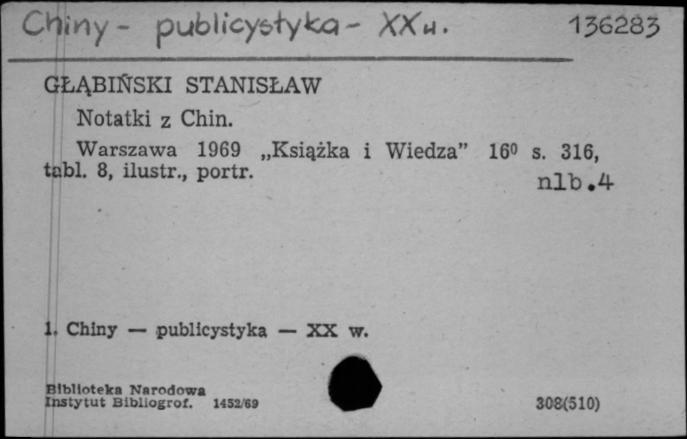 Chiny - publicystyka - XX w. 136283
GŁĄBIŃSKI STANISŁAW
Notatki z Chin.
Warszawa 1969 „Książka i Wiedza” 16⁰ s. 316,
tabl. 8, ilustr., portr.
nlb.4
1. Chiny — publicystyka — XX w.
Biblioteka Narodowa
Instytut Bibliogrof. 1452/69
308(510)